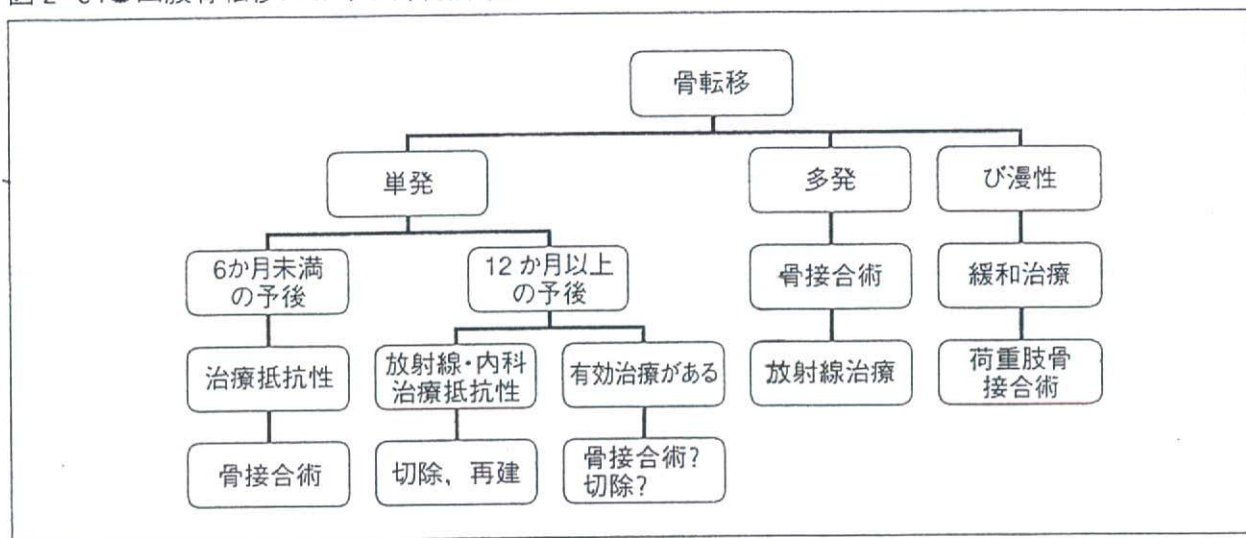 骨転移
単発
多発
び漫性
6か月未満
の予後
12か月以上
の予後
骨接合術
緩和治療
治療抵抗性
放射線・内科
治療抵抗性
有効治療がある
放射線治療
荷重肢骨
接合術
骨接合術
切除，再建
骨接合術?
切除?